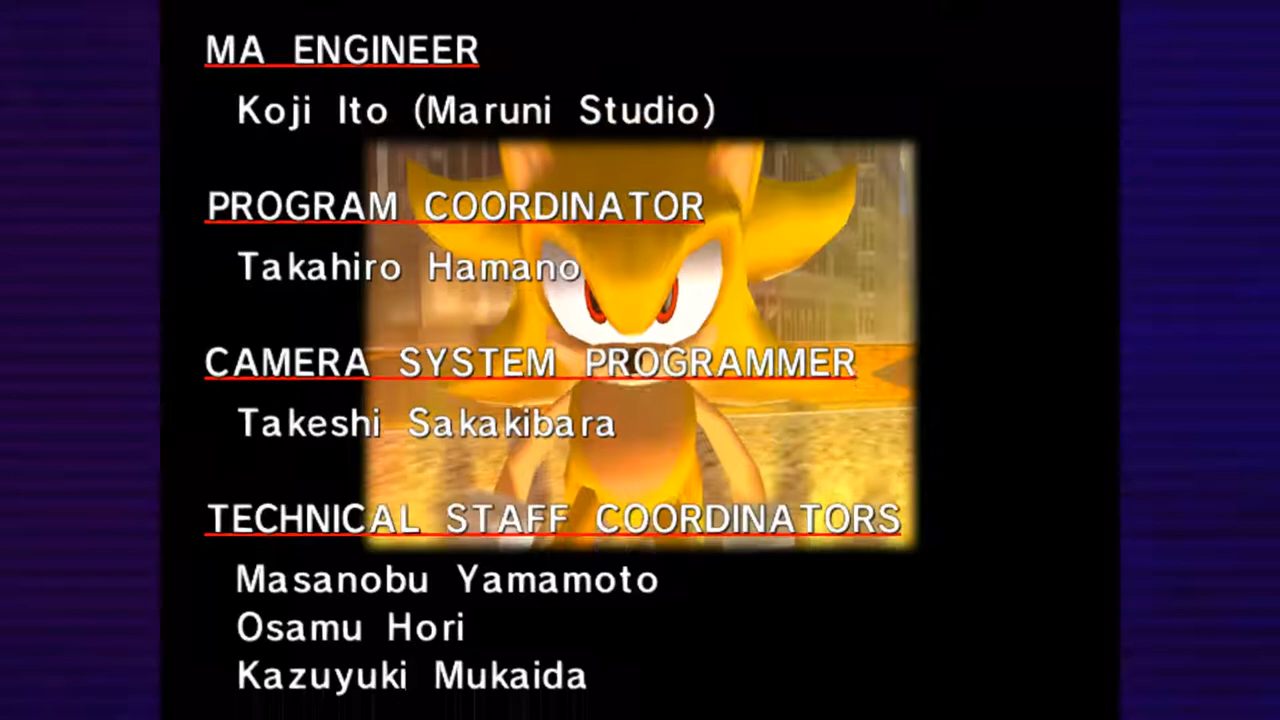 MA ENGINEER
Koji Ito (Maruni Studio)
PROGRAM COORDINATOR
Takahiro Hamano
CAMERA SYSTEM PROGRAMMER
Takeshi Sakakibara
TECHNICAL STAFF COORDINATORS
Masanobu Yamamoto
Osamu Hori
Kazuyuki Mukaida